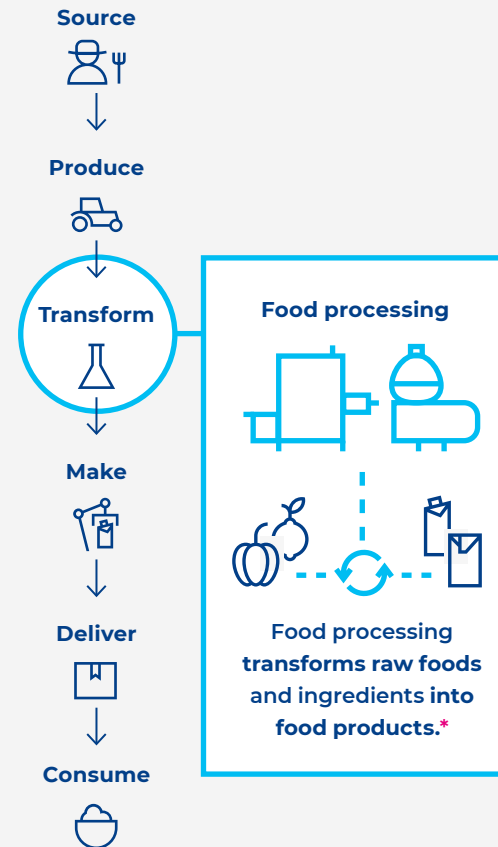 Source
Produce
Transform
Make
Deliver
Consume
Food processing
Food processing
transforms raw foods
and ingredients into
food products.*